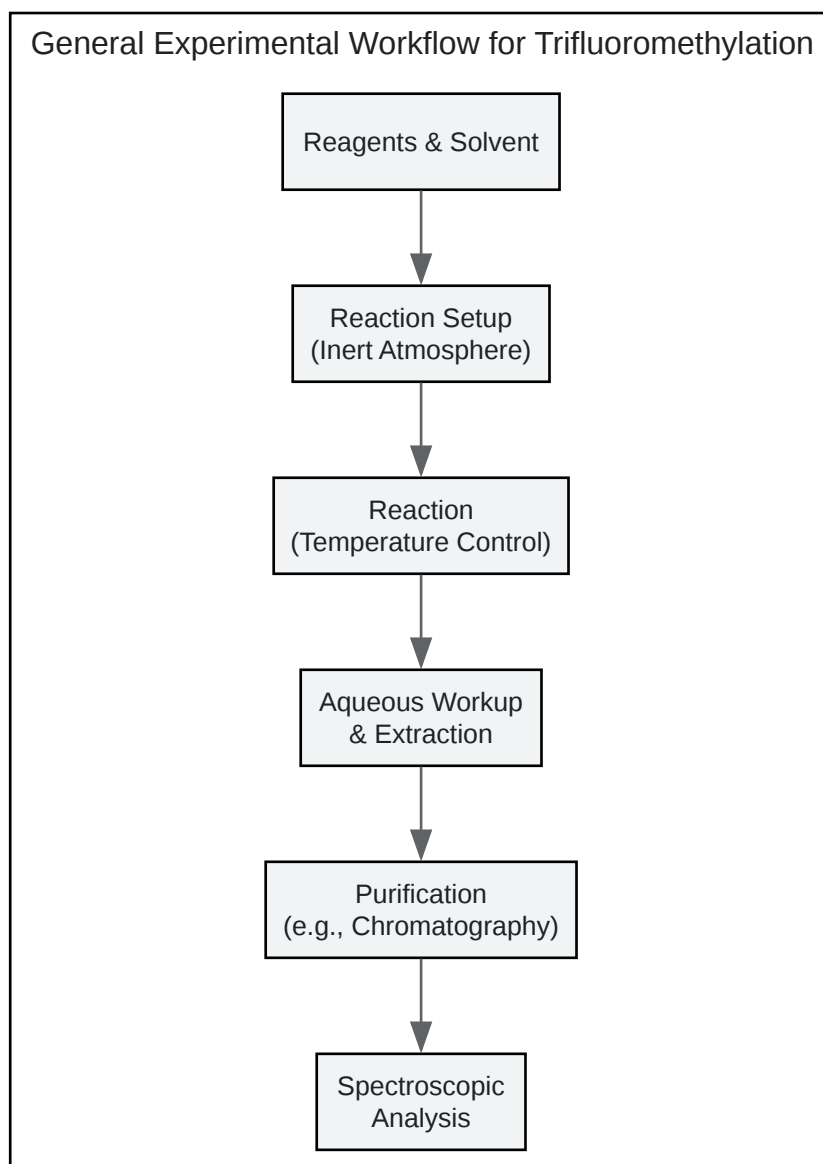 General Experimental Workflow for Trifluoromethylation
Reagents & Solvent
Reaction Setup
(Inert Atmosphere)
Reaction
(Temperature Control)
Aqueous Workup
& Extraction
Purification
(e.g., Chromatography)
Spectroscopic
Analysis